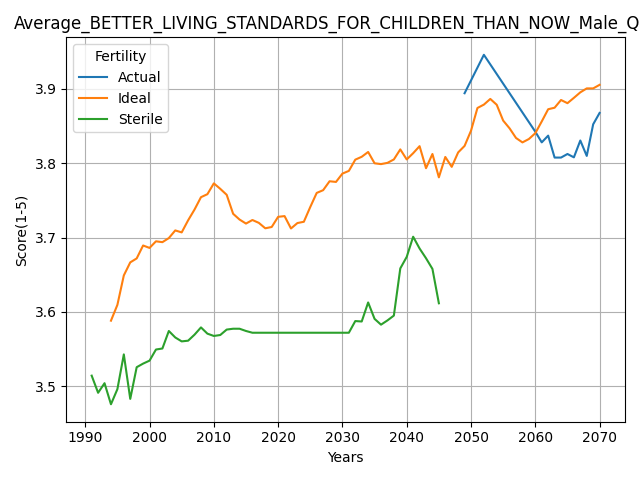 Average_BETTER_LIVING_STANDARDS_FOR_CHILDREN_THAN_NOW_Male_Q
Fertility
Actual
Ideal
Sterile
Score(1-5)
3.9
3.8
3.7
3.6
3.5
1990 2000 2010 2020 2030 2040 2050 2060 2070
Years